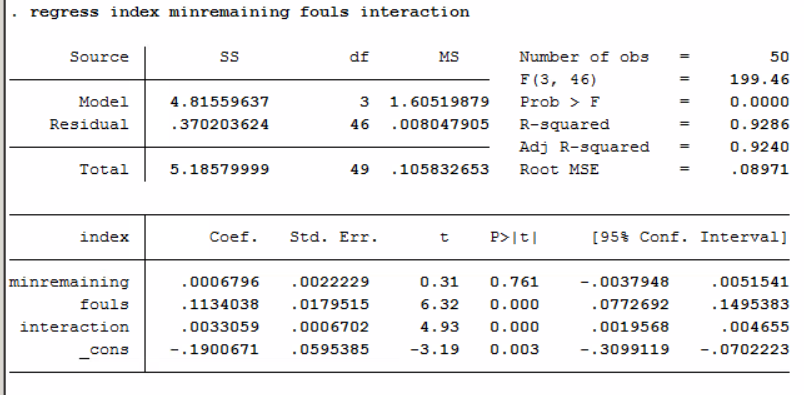 . regress index minremaining fouls interaction
Source SS df MS Number of obs = 50
F(3, 46) = 199.46
Model 4.81559637 3 1.60519879 Prob > F = 0.0000
Residual .370203624 46 .008047905 R-squared = 0.9286
Adj R-squared = 0.9240
Total 5.18579999 49 .105832653 Root MSE = .08971
index Coef. Std. Err. t P>|t| [95% Conf. Interval]
minremaining .0006796 .0022229 0.31 0.761 -.0037948 .0051541
fouls .1134038 .0179515 6.32 0.000 .0772692 .1495383
interaction .0033059 .0006702 4.93 0.000 .0019568 .004655
_cons -.1900671 .0595385 -3.19 0.003 -.3099119 -.0702223